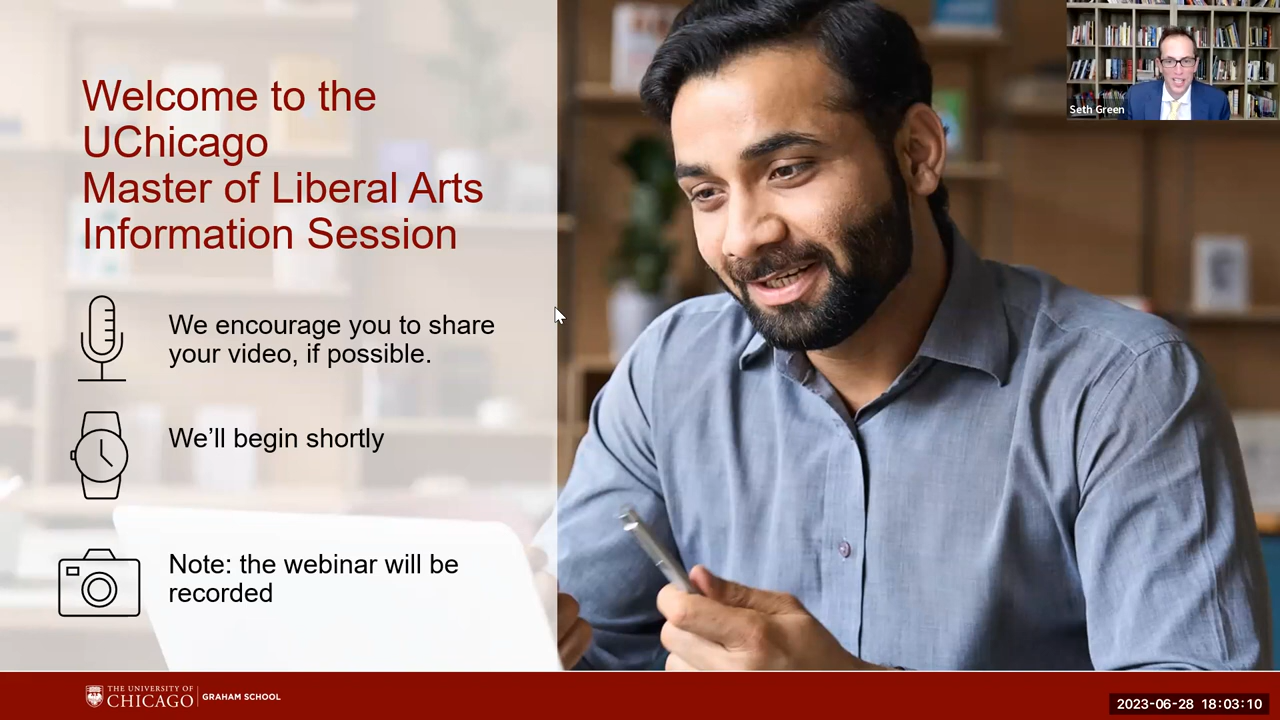 Welcome to the
UChicago
Master of Liberal Arts
Information Session
We encourage you to share
your video, if possible.
We’ll begin shortly
Note: the webinar will be
recorded
Seth Green
THE UNIVERSITY OF
CHICAGO
GRAHAM SCHOOL
2023-06-28 18:03:10